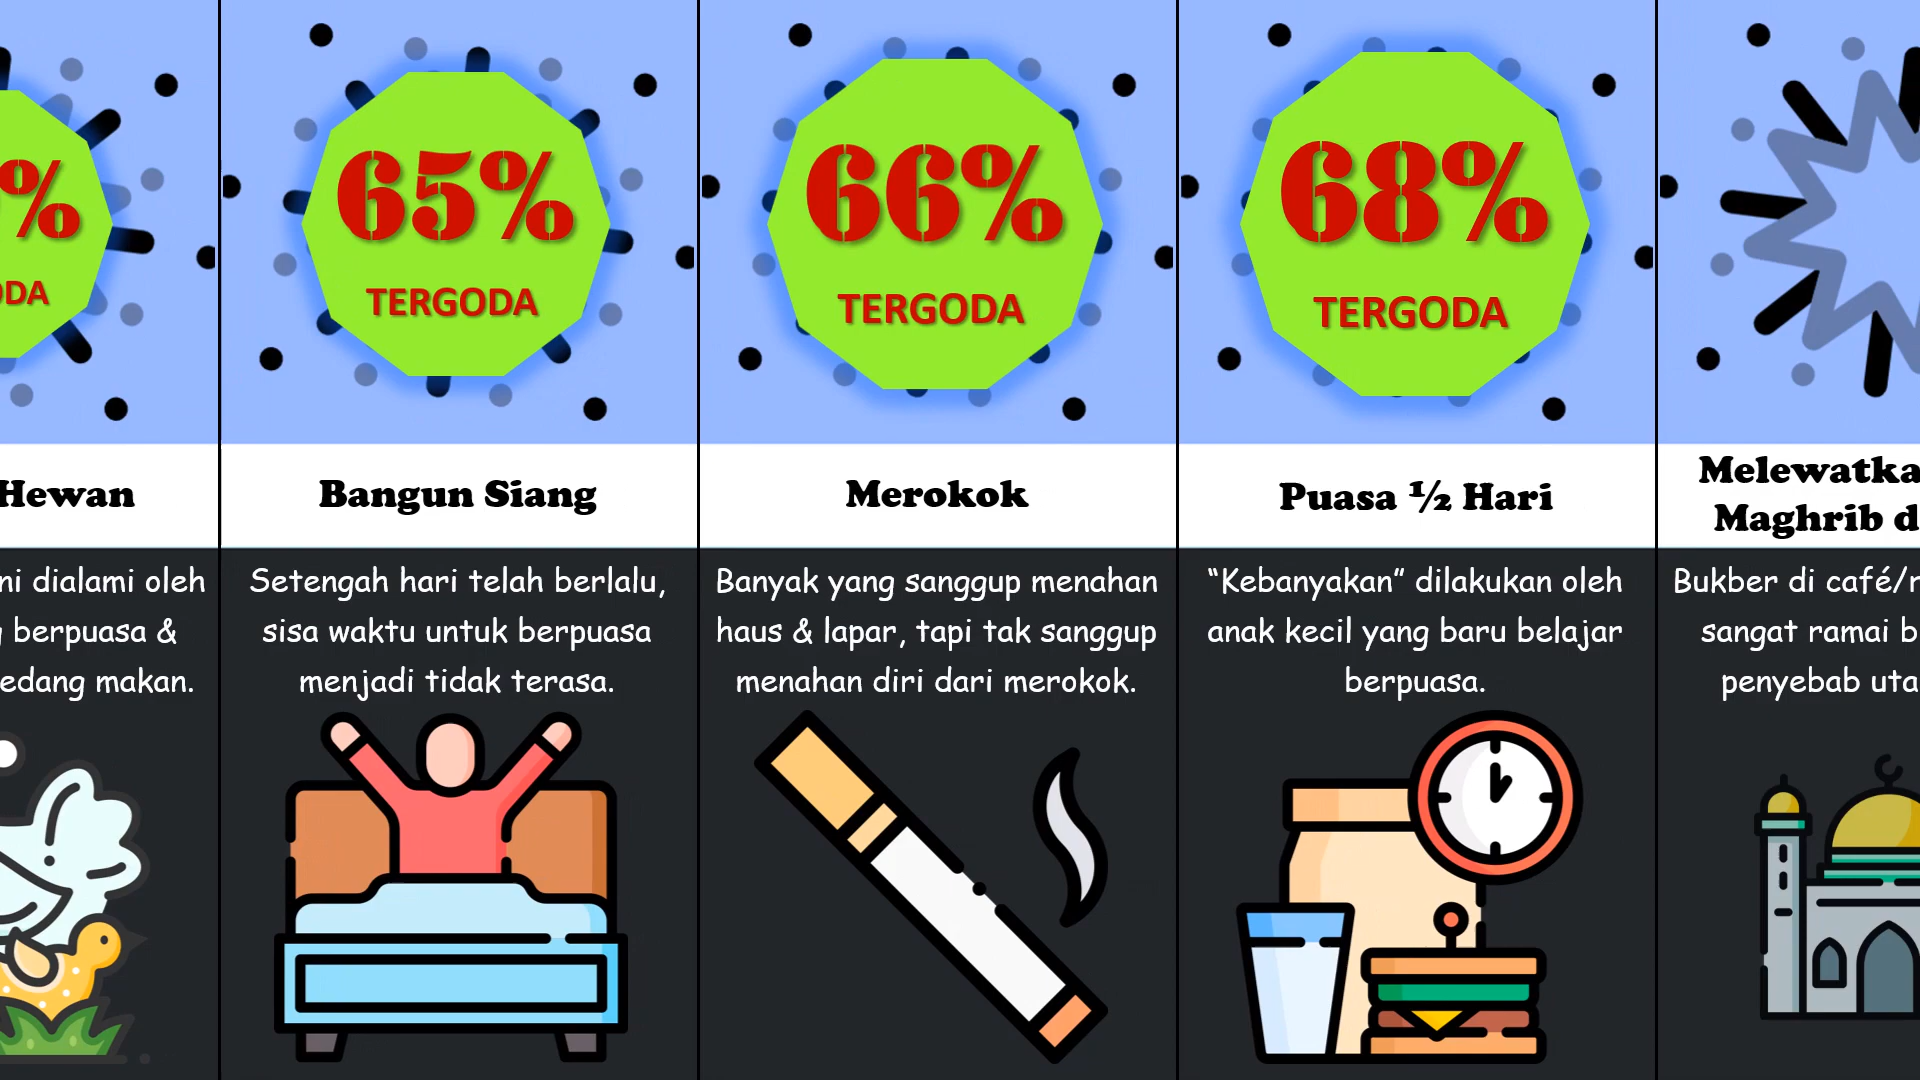 %
ODA
Hewan
ni dialami oleh
berpuasa &
edang makan.
65%
TERGODA
Bangun Siang
Setengah hari telah berlalu,
sisa waktu untuk berpuasa
menjadi tidak terasa.
66%
TERGODA
Merokok
Banyak yang sanggup menahan
haus & lapar, tapi tak sanggup
menahan diri dari merokok.
68%
TERGODA
Puasa ½ Hari
“Kebanyakan” dilakukan oleh
anak kecil yang baru belajar
berpuasa.
Melewatka
Maghrib d
Bukber di café/r
sangat ramai b
penyebab uta